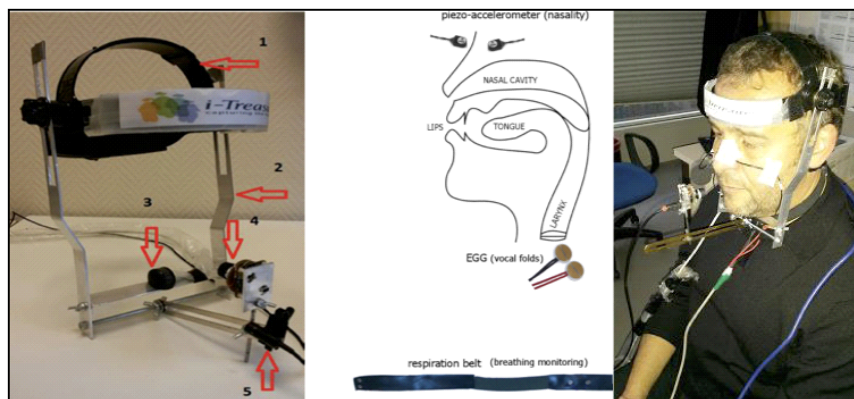 1
i-Treasures
2
3
4
5
piezo-accelerometer (nasality)
NASAL CAVITY
LIPS
TONGUE
LARYNX
EGG (vocal folds)
respiration belt (breathing monitoring)